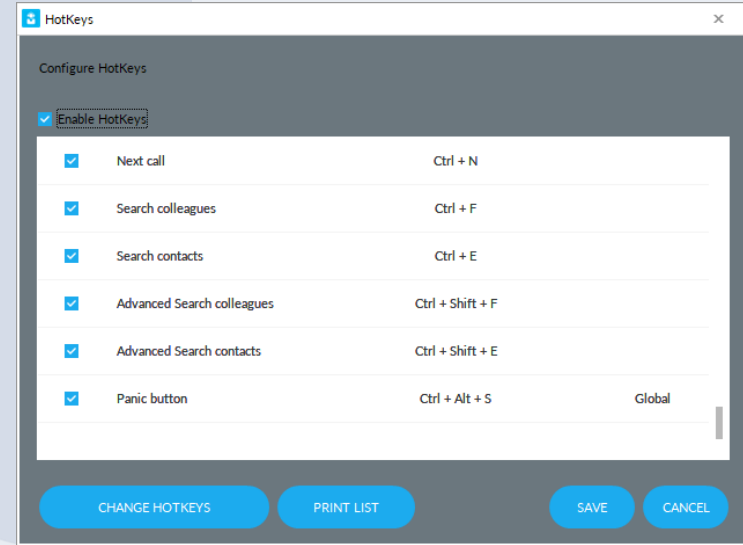 HotKeys
Configure HotKeys
Enable HotKeys
Next call Ctrl + N
Search colleagues Ctrl + F
Search contacts Ctrl + E
Advanced Search colleagues Ctrl + Shift + F
Advanced Search contacts Ctrl + Shift + E
Panic button Ctrl + Alt + S Global
CHANGE HOTKEYS PRINT LIST SAVE CANCEL